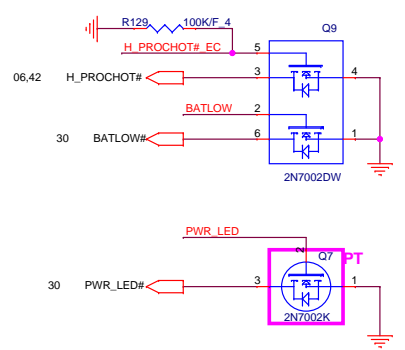 R129 100K/F_4 Q9
H_PROCHOT#_EC 5
06,42 H_PROCHOT# 3 4
BATLOW 2
30 BATLOW# 6 1
2N7002DW
PWR_LED
2 Q7 PT
30 PWR_LED# 3 1
2N7002K